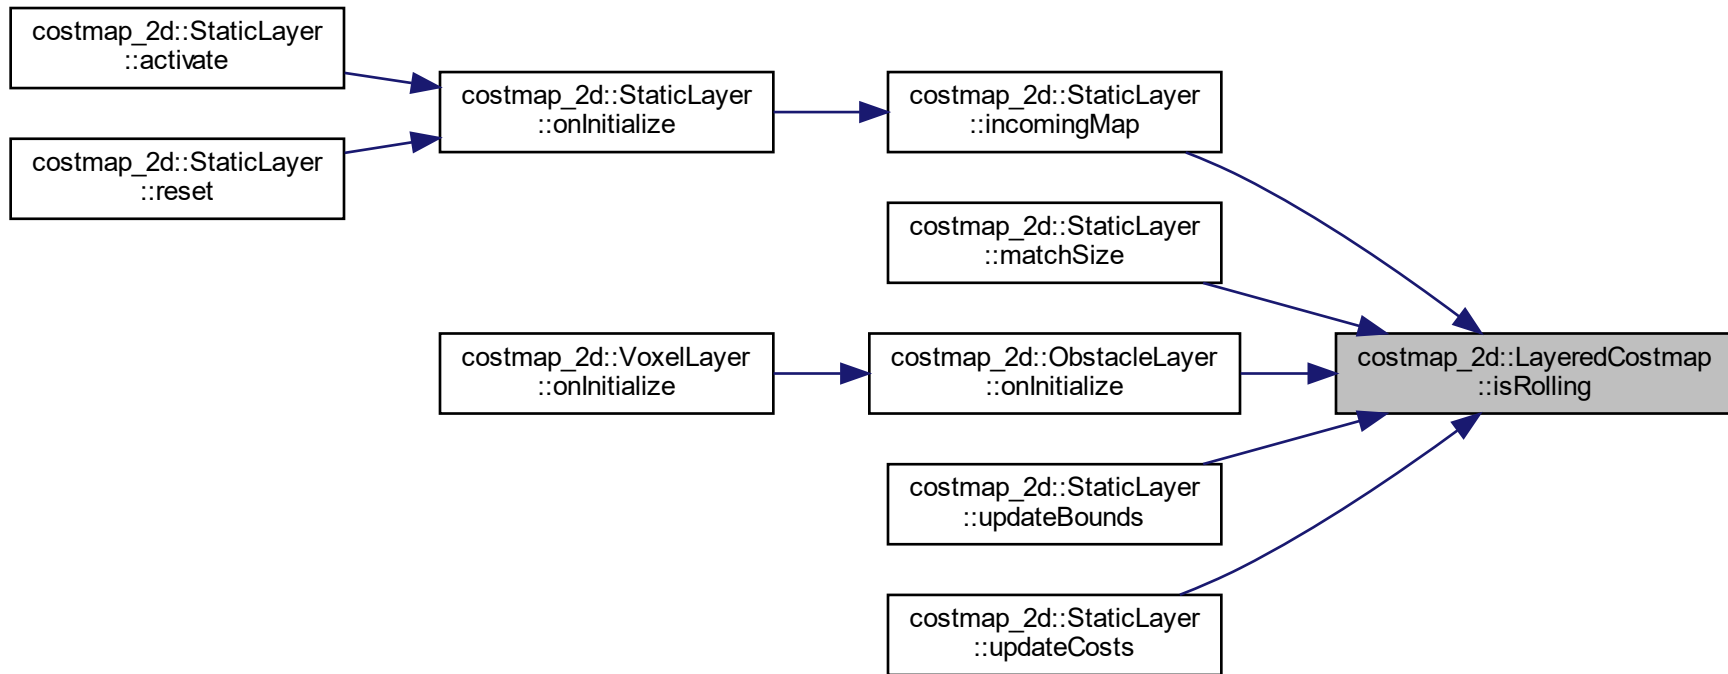 costmap_2d::StaticLayer
::activate
costmap_2d::StaticLayer
::reset
costmap_2d::StaticLayer
::onInitialize
costmap_2d::StaticLayer
::incomingMap
costmap_2d::StaticLayer
::matchSize
costmap_2d::VoxelLayer
::onInitialize
costmap_2d::ObstacleLayer
::onInitialize
costmap_2d::LayeredCostmap
::isRolling
costmap_2d::StaticLayer
::updateBounds
costmap_2d::StaticLayer
::updateCosts